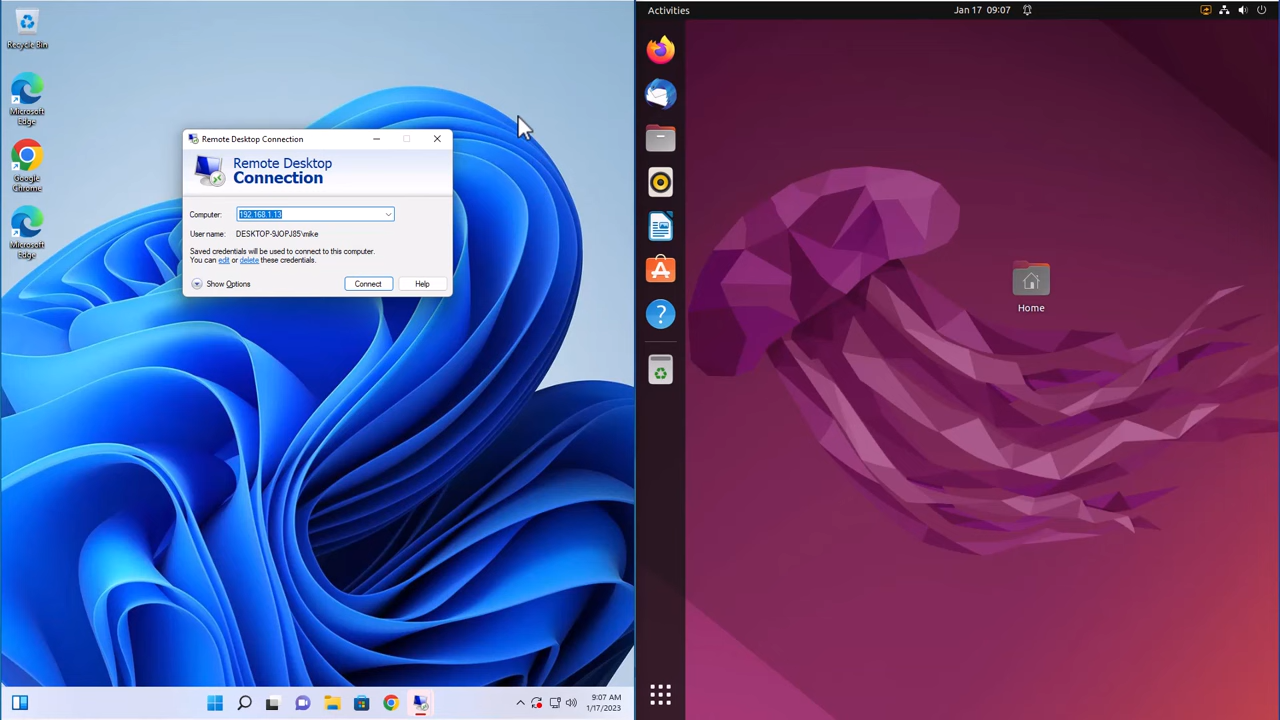 Recycle Bin
Microsoft
Edge
Google
Chrome
Microsoft
Edge
Remote Desktop Connection
Remote Desktop
Connection
Computer: 192.168.1.13
User name: DESKTOP-9JOPJ85\mike
Saved credentials will be used to connect to this computer.
You can edit or delete these credentials.
Show Options Connect Help
9:07 AM
1/17/2023
Activities Jan 17 09:07
Home